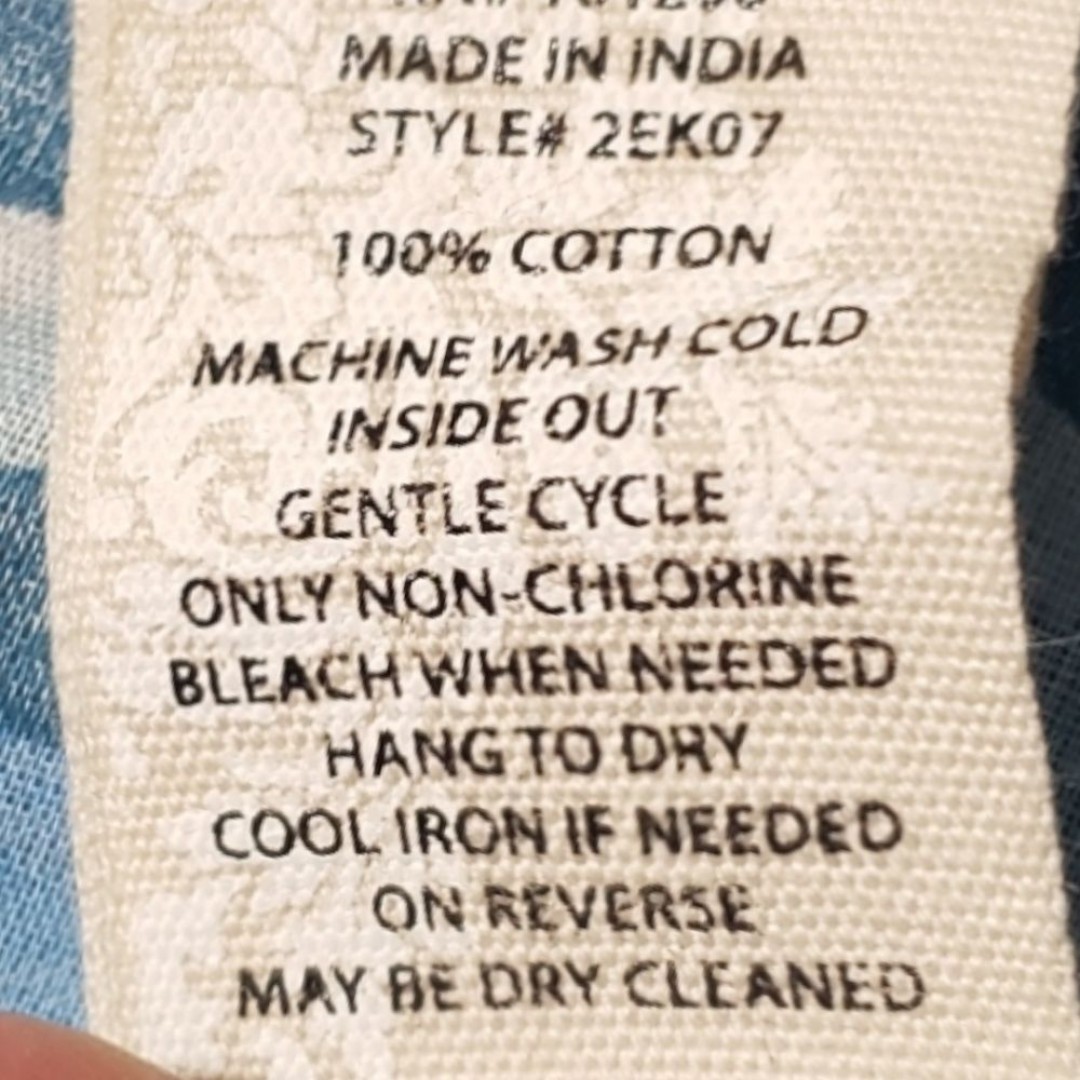 MADE IN INDIA
STYLE# 2EK07
100% COTTON
MACHINE WASH COLD
INSIDE OUT
GENTLE CYCLE
ONLY NON-CHLORINE
BLEACH WHEN NEEDED
HANG TO DRY
COOL IRON IF NEEDED
ON REVERSE
MAY BE DRY CLEANED